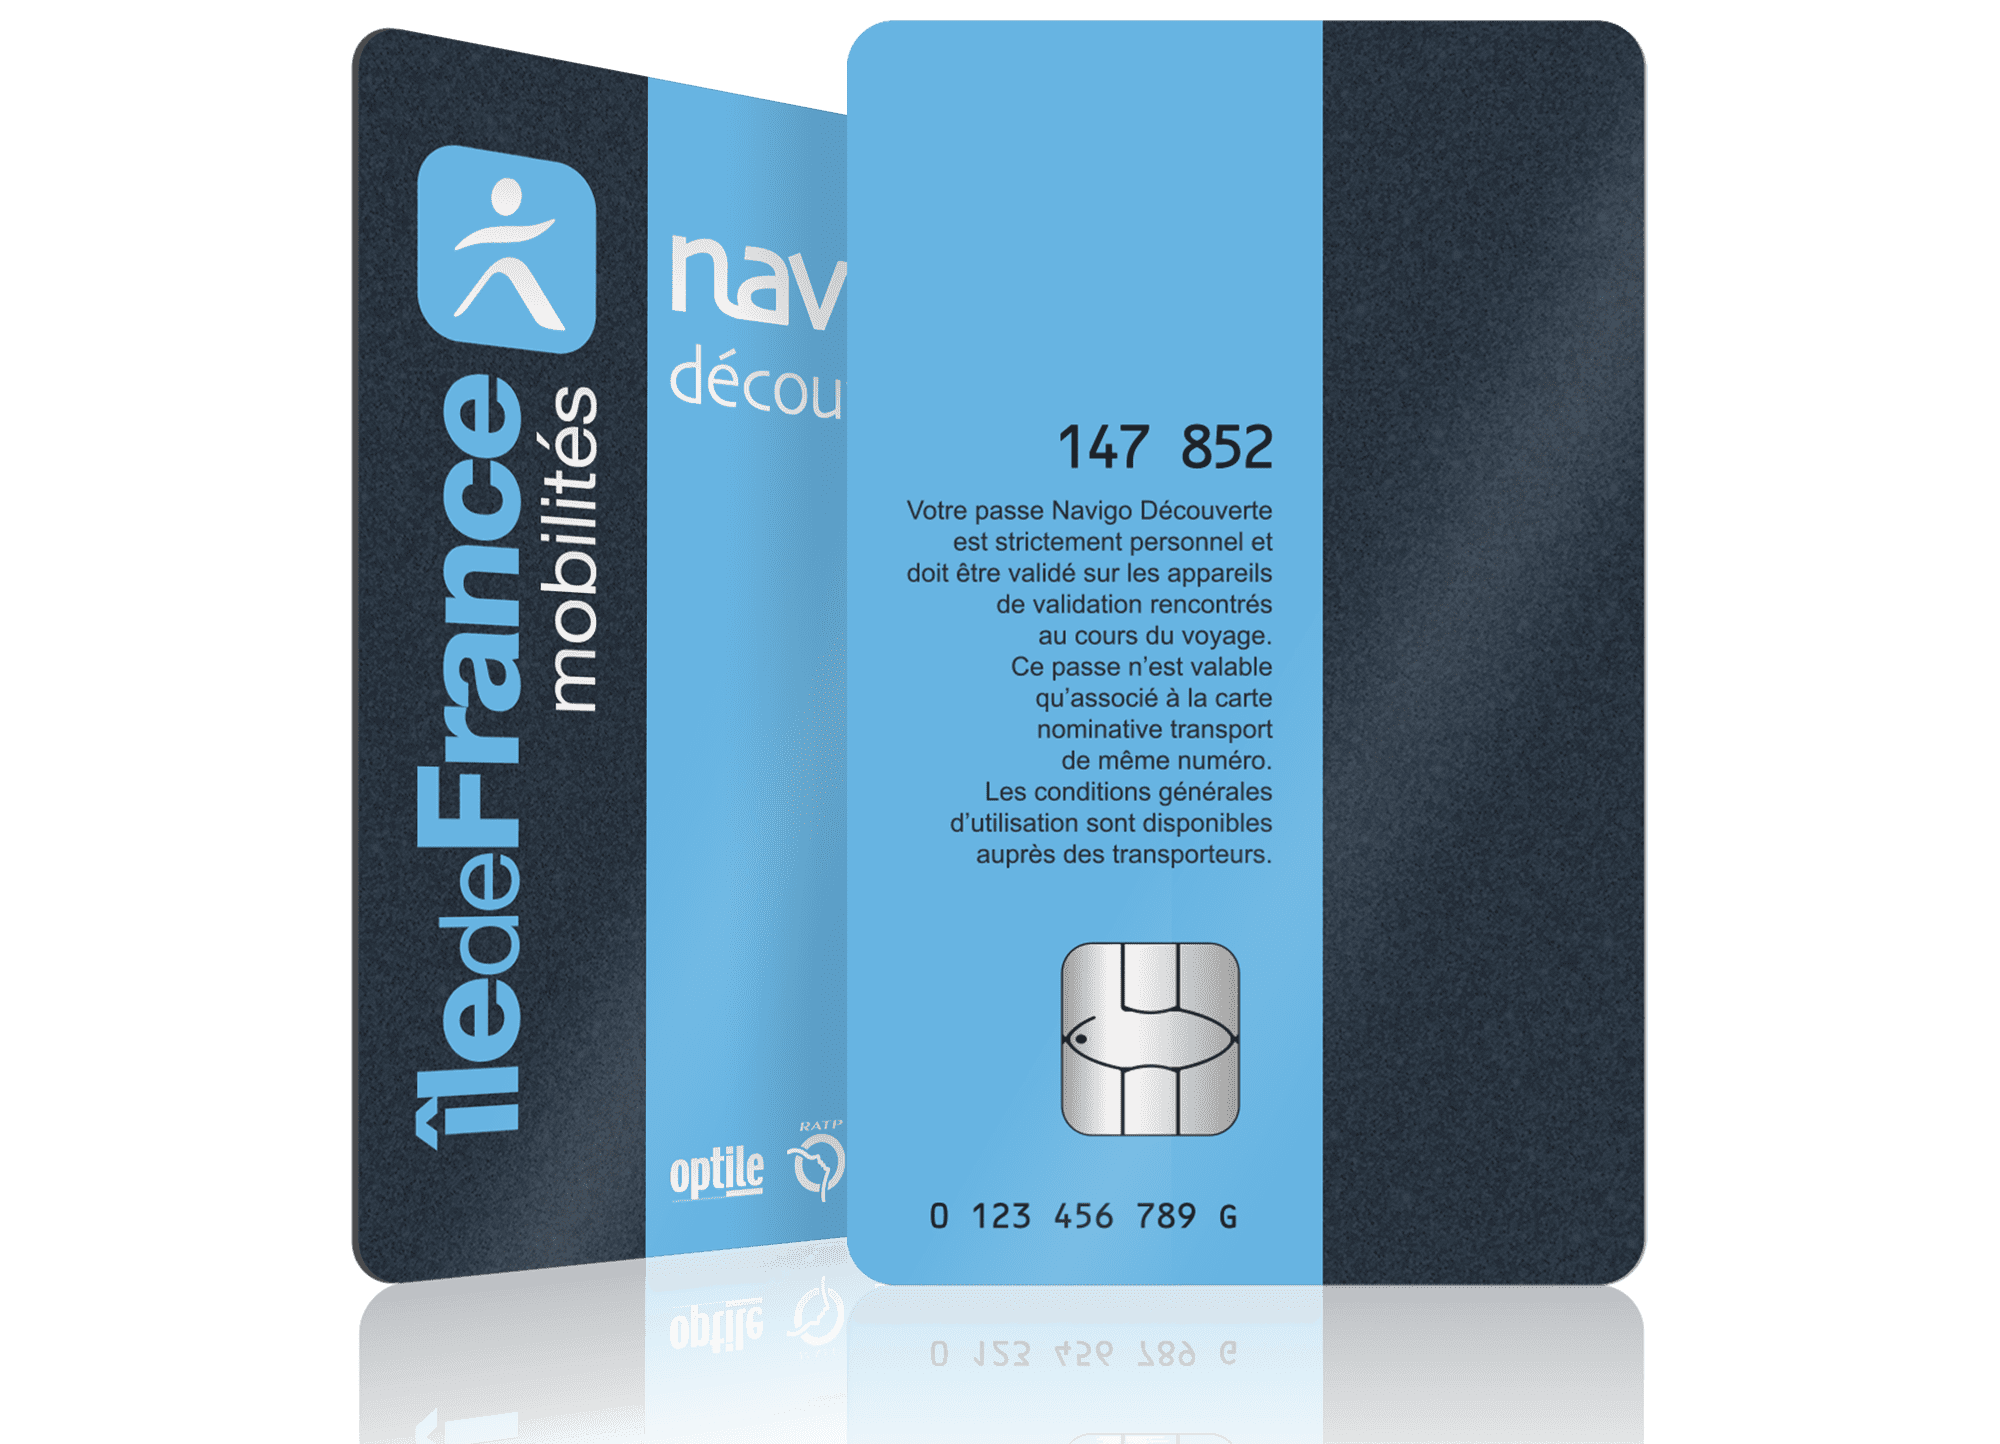 îledeFrance
mobilités
nav
décou
optile
RATP
147 852
Votre passe Navigo Découverte
est strictement personnel et
doit être validé sur les appareils
de validation rencontrés
au cours du voyage.
Ce passe n’est valable
qu’associé à la carte
nominative transport
de même numéro.
Les conditions générales
d’utilisation sont disponibles
auprès des transporteurs.
0 123 456 789 G